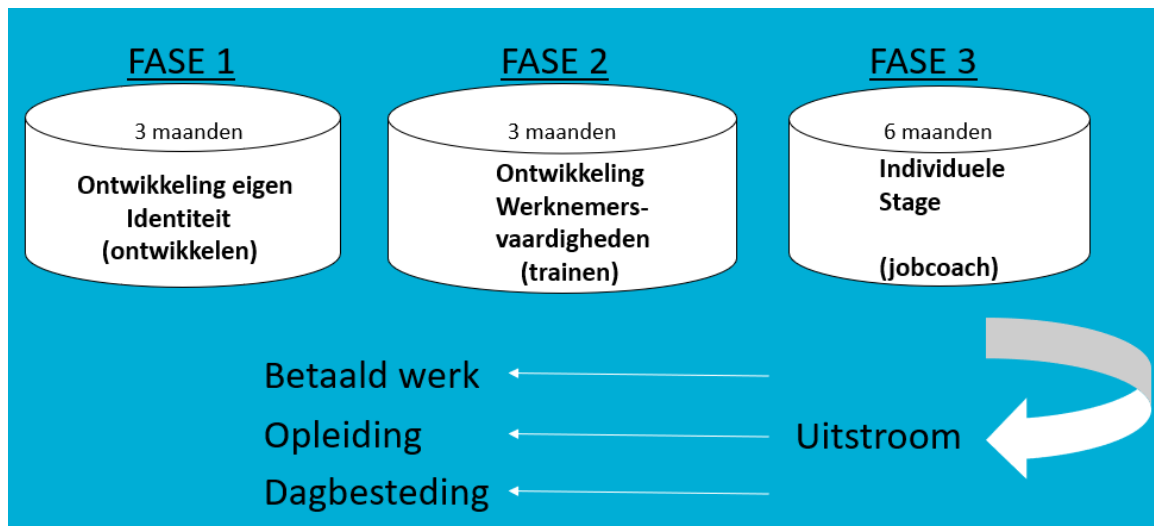 FASE 1
3 maanden
Ontwikkeling eigen
Identiteit
(ontwikkelen)
FASE 2
3 maanden
Ontwikkeling
Werknemers-
vaardigheden
(trainen)
FASE 3
6 maanden
Individuele
Stage
(jobcoach)
Betaald werk
Opleiding
Dagbesteding
Uitstroom